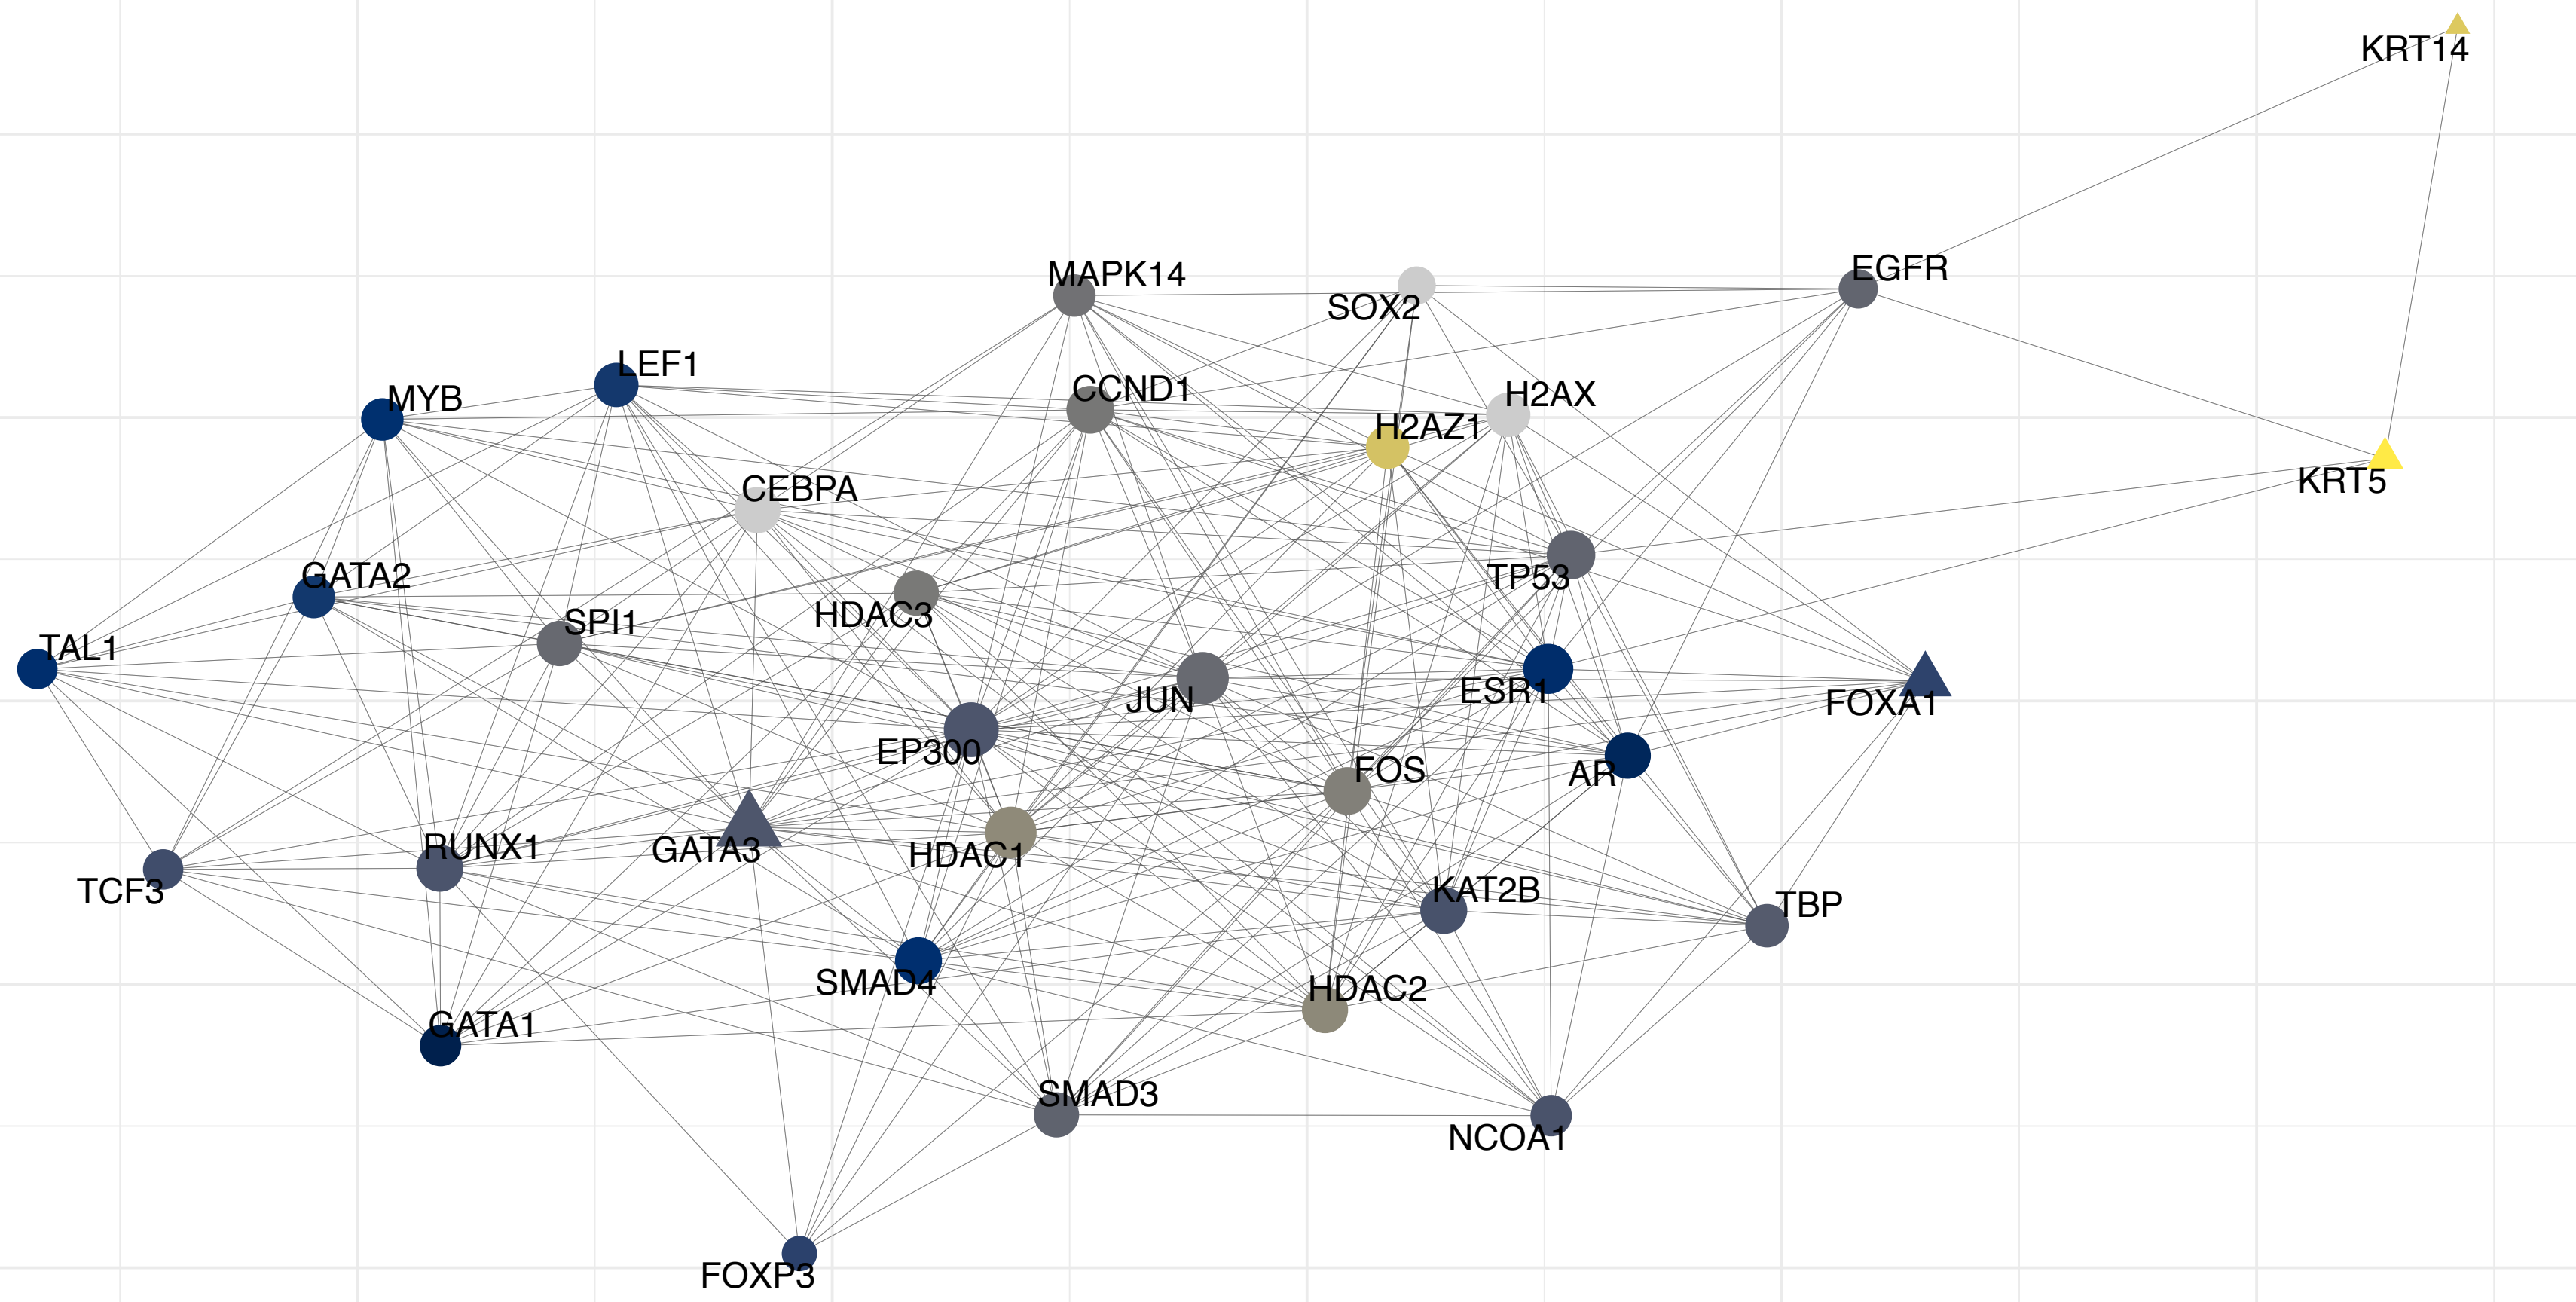 KRT14
EGFR
MAPK14
SOX2
LEF1
CCND1
H2AX
MYB
H2AZ1
KRT5
CEBPA
GATA2
TP53
HDAC3
SPI1
TAL1
ESR1
JUN
FOXA1
EP300
FOS
AR
RUNX1
GATA3
HDAC1
TCF3
KAT2B
TBP
SMAD4
HDAC2
GATA1
SMAD3
NCOA1
FOXP3